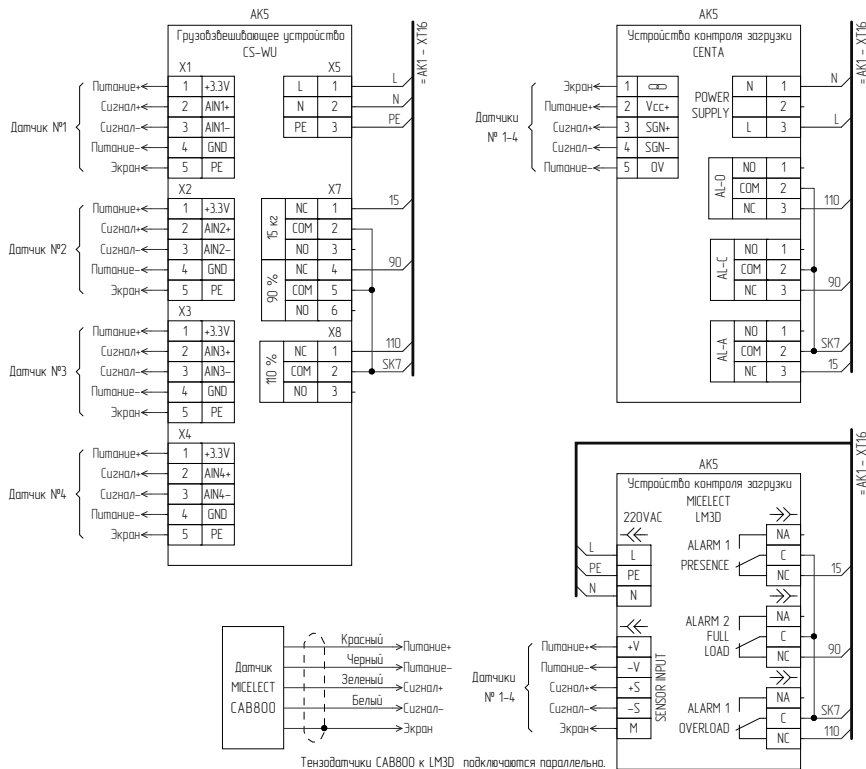 АК5
Грузовзвешивающее устройство
CS-WU
= АК1 - ХТ16
X1
Датчик №1
Питание+ 1 +3.3V
Сигнал+ 2 AIN1+
Сигнал- 3 AIN1-
Питание- 4 GND
Экран 5 PE
X2
Датчик №2
Питание+ 1 +3.3V
Сигнал+ 2 AIN2+
Сигнал- 3 AIN2-
Питание- 4 GND
Экран 5 PE
X3
Датчик №3
Питание+ 1 +3.3V
Сигнал+ 2 AIN3+
Сигнал- 3 AIN3-
Питание- 4 GND
Экран 5 PE
X4
Датчик №4
Питание+ 1 +3.3V
Сигнал+ 2 AIN4+
Сигнал- 3 AIN4-
Питание- 4 GND
Экран 5 PE
X5
L 1 L
N 2 N
PE 3 PE
X7
15 кг
NC 1 15
COM 2
NO 3
90 %
NC 4 90
COM 5
NO 6
X8
110 %
NC 1 110
COM 2 SK7
NO 3
АК5
Устройство контроля загрузки
CENTA
= АК1 - ХТ16
Датчики
№ 1-4
Экран 1
Питание+ 2 Vcc+
Сигнал+ 3 SGN+
Сигнал- 4 SGN-
Питание- 5 0V
POWER
SUPPLY
N 1 N
2
L 3 L
AL-O
NO 1
COM 2
NC 3 110
AL-C
NO 1
COM 2
NC 3 90
AL-A
NO 1
COM 2 SK7
NC 3 15
АК5
Устройство контроля загрузки
MICELECT
LM3D
= АК1 - ХТ16
220VAC
L L
PE PE
N N
Датчики
№ 1-4
SENSOR INPUT
Питание+ +V
Питание- -V
Сигнал+ +S
Сигнал- -S
Экран M
ALARM 1
PRESENCE
NA
C
NC 15
ALARM 2
FULL
LOAD
NA
C
NC 90
ALARM 1
OVERLOAD
NA
C SK7
NC 110
Датчик
MICELECT
CAB800
Красный Питание+
Черный Питание-
Зеленый Сигнал+
Белый Сигнал-
Экран
Тензодатчики CAB800 к LM3D подключаются параллельно.